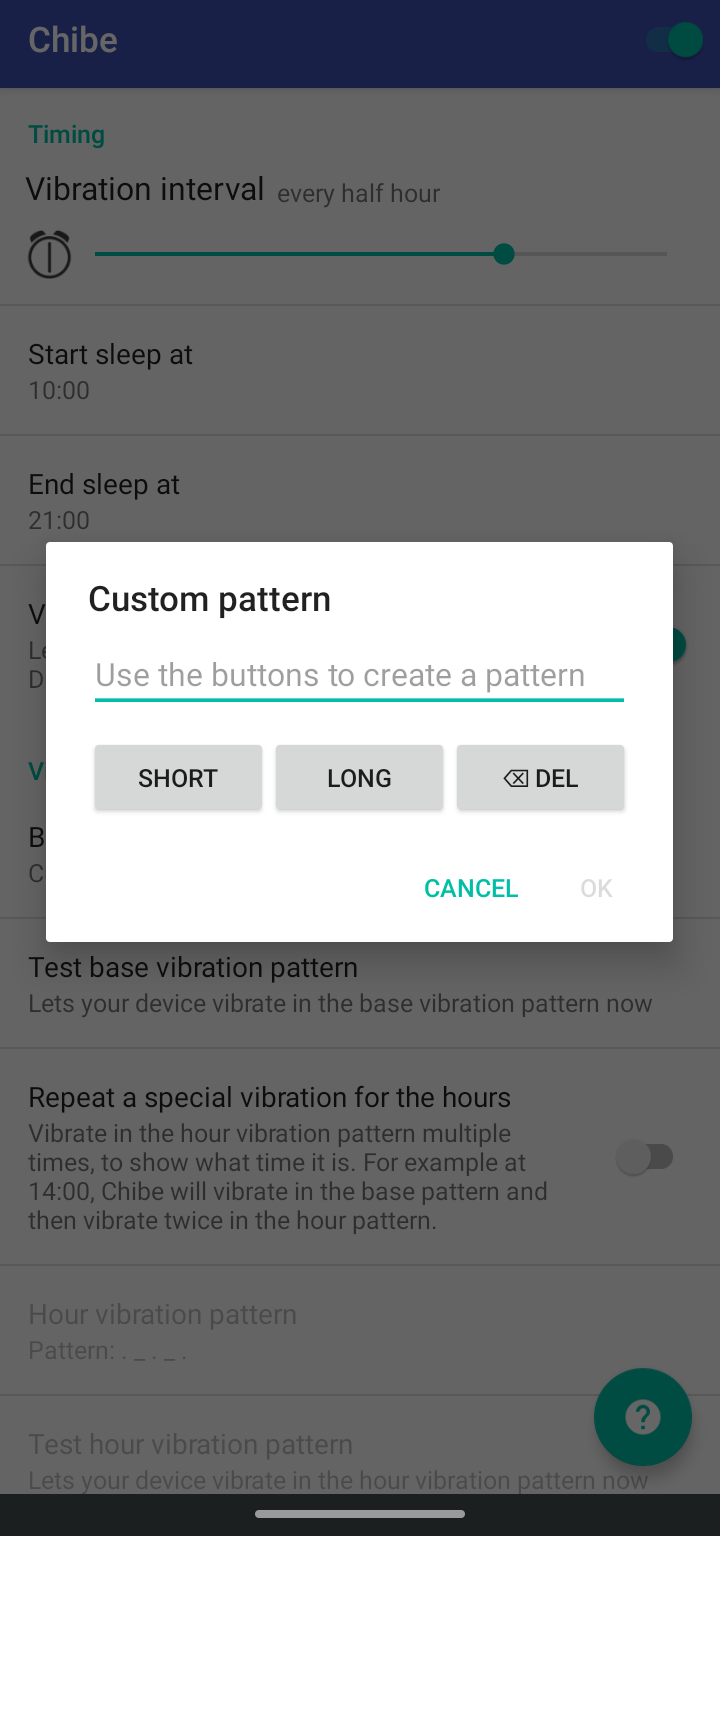 Chibe
Timing
Vibration interval every half hour
Start sleep at
10:00
End sleep at
21:00
Custom pattern
Use the buttons to create a pattern
SHORT LONG ⌫ DEL
CANCEL OK
Test base vibration pattern
Lets your device vibrate in the base vibration pattern now
Repeat a special vibration for the hours
Vibrate in the hour vibration pattern multiple
times, to show what time it is. For example at
14:00, Chibe will vibrate in the base pattern and
then vibrate twice in the hour pattern.
Hour vibration pattern
Pattern: . _ . _ .
Test hour vibration pattern
Lets your device vibrate in the hour vibration pattern now